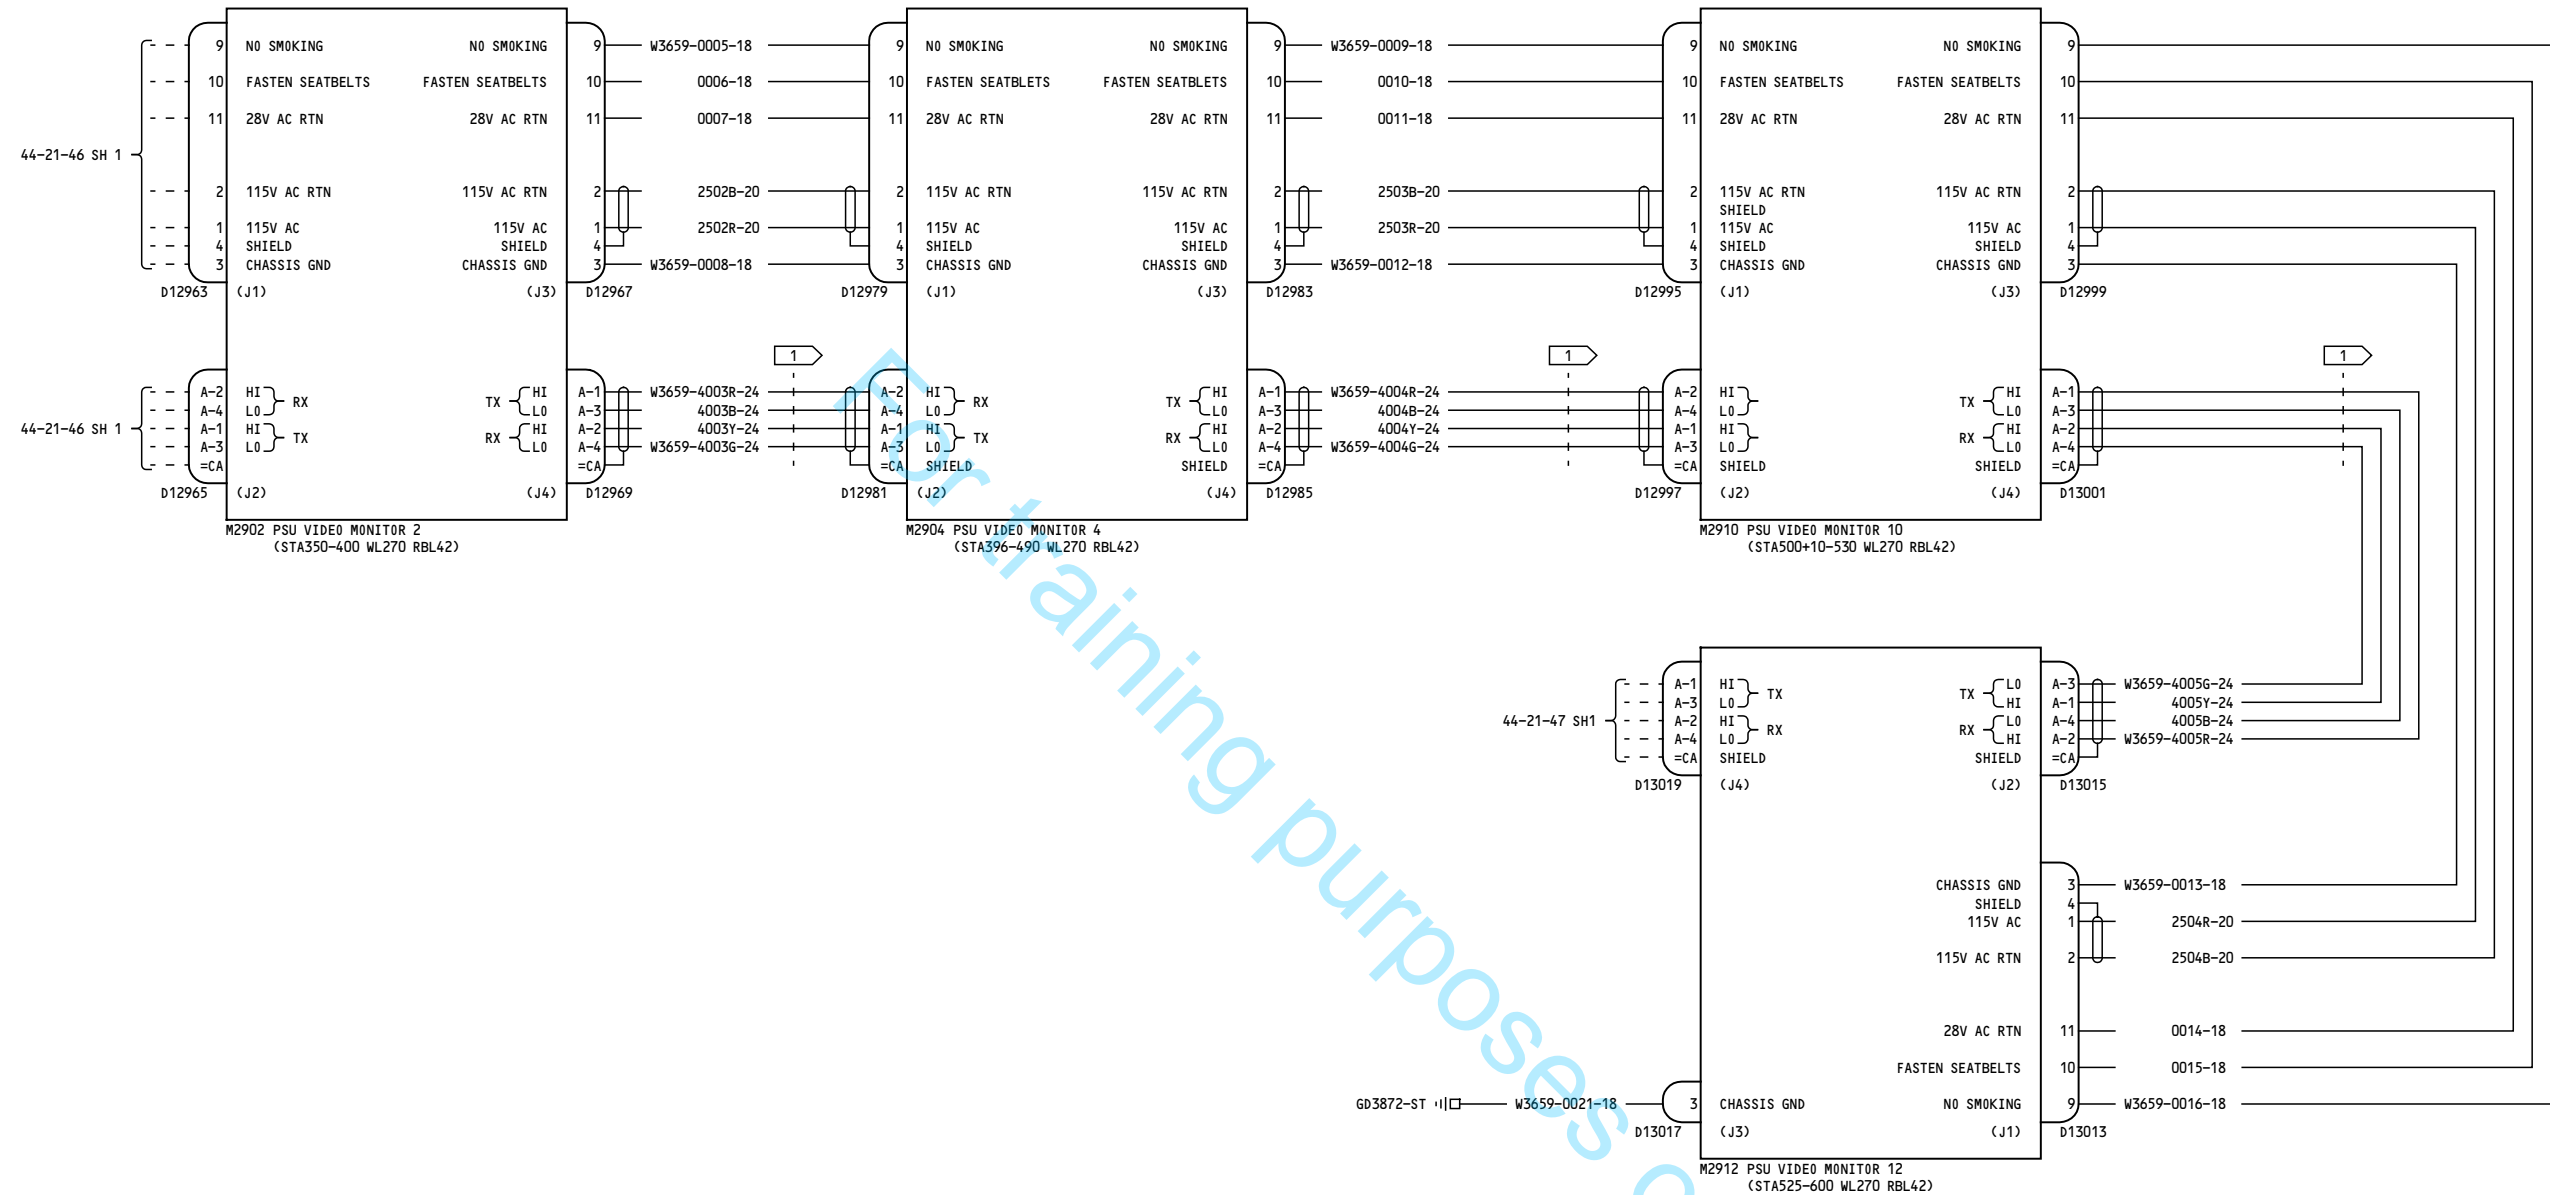 9 NO SMOKING NO SMOKING 9 W3659-0005-18 9 NO SMOKING NO SMOKING 9 W3659-0009-18 9 NO SMOKING NO SMOKING 9
10 FASTEN SEATBELTS FASTEN SEATBELTS 10 0006-18 10 FASTEN SEATBLETS FASTEN SEATBLETS 10 0010-18 10 FASTEN SEATBELTS FASTEN SEATBELTS 10
11 28V AC RTN 28V AC RTN 11 0007-18 11 28V AC RTN 28V AC RTN 11 0011-18 11 28V AC RTN 28V AC RTN 11
44-21-46 SH 1
2 115V AC RTN 115V AC RTN 2 2502B-20 2 115V AC RTN 115V AC RTN 2 2503B-20 2 115V AC RTN 115V AC RTN 2
SHIELD
1 115V AC 115V AC 1 2502R-20 1 115V AC 115V AC 1 2503R-20 1 115V AC 115V AC 1
4 SHIELD SHIELD 4 4 SHIELD SHIELD 4 4 SHIELD SHIELD 4
3 CHASSIS GND CHASSIS GND 3 W3659-0008-18 3 CHASSIS GND CHASSIS GND 3 W3659-0012-18 3 CHASSIS GND CHASSIS GND 3
D12963 (J1) (J3) D12967 D12979 (J1) (J3) D12983 D12995 (J1) (J3) D12999
1 1 1
A-2 HI RX TX HI A-1 W3659-4003R-24 A-2 HI RX TX HI A-1 W3659-4004R-24 A-2 HI TX HI A-1
A-4 LO LO A-3 4003B-24 A-4 LO LO A-3 4004B-24 A-4 LO LO A-3
44-21-46 SH 1 A-1 HI TX RX HI A-2 4003Y-24 A-1 HI TX RX HI A-2 4004Y-24 A-1 HI RX HI A-2
A-3 LO LO A-4 W3659-4003G-24 A-3 LO LO A-4 W3659-4004G-24 A-3 LO LO A-4
=CA =CA =CA SHIELD SHIELD =CA =CA SHIELD SHIELD =CA
D12965 (J2) (J4) D12969 D12981 (J2) (J4) D12985 D12997 (J2) (J4) D13001
M2902 PSU VIDEO MONITOR 2 M2904 PSU VIDEO MONITOR 4 M2910 PSU VIDEO MONITOR 10
(STA350-400 WL270 RBL42) (STA396-490 WL270 RBL42) (STA500+10-530 WL270 RBL42)
A-1 HI TX TX LO A-3 W3659-4005G-24
A-3 LO HI A-1 4005Y-24
44-21-47 SH1 A-2 HI RX RX LO A-4 4005B-24
A-4 LO HI A-2 W3659-4005R-24
=CA SHIELD SHIELD =CA
D13019 (J4) (J2) D13015
CHASSIS GND 3 W3659-0013-18
SHIELD 4
115V AC 1 2504R-20
115V AC RTN 2 2504B-20
28V AC RTN 11 0014-18
FASTEN SEATBELTS 10 0015-18
GD3872-ST W3659-0021-18 3 CHASSIS GND NO SMOKING 9 W3659-0016-18
D13017 (J3) (J1) D13013
M2912 PSU VIDEO MONITOR 12
(STA525-600 WL270 RBL42)
For training purposes